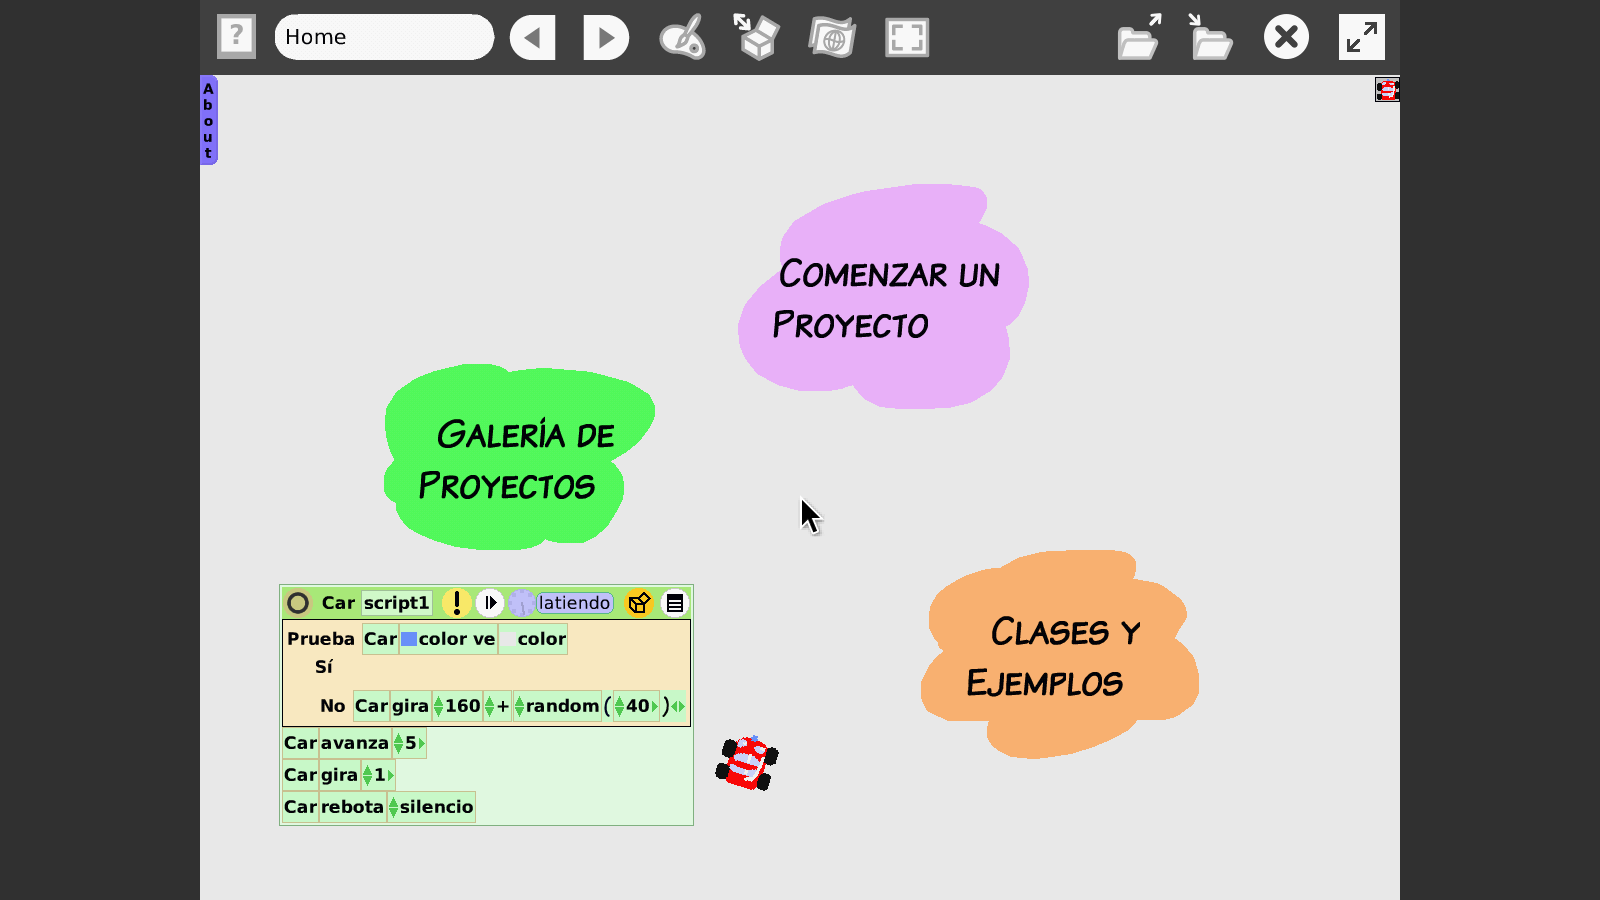 ?
Home
About
Comenzar un
Proyecto
Galería de
Proyectos
Car script1 ! latiendo
Prueba Car color ve color
Sí
No Car gira 160 + random ( 40 )
Car avanza 5
Car gira 1
Car rebota silencio
Clases y
Ejemplos